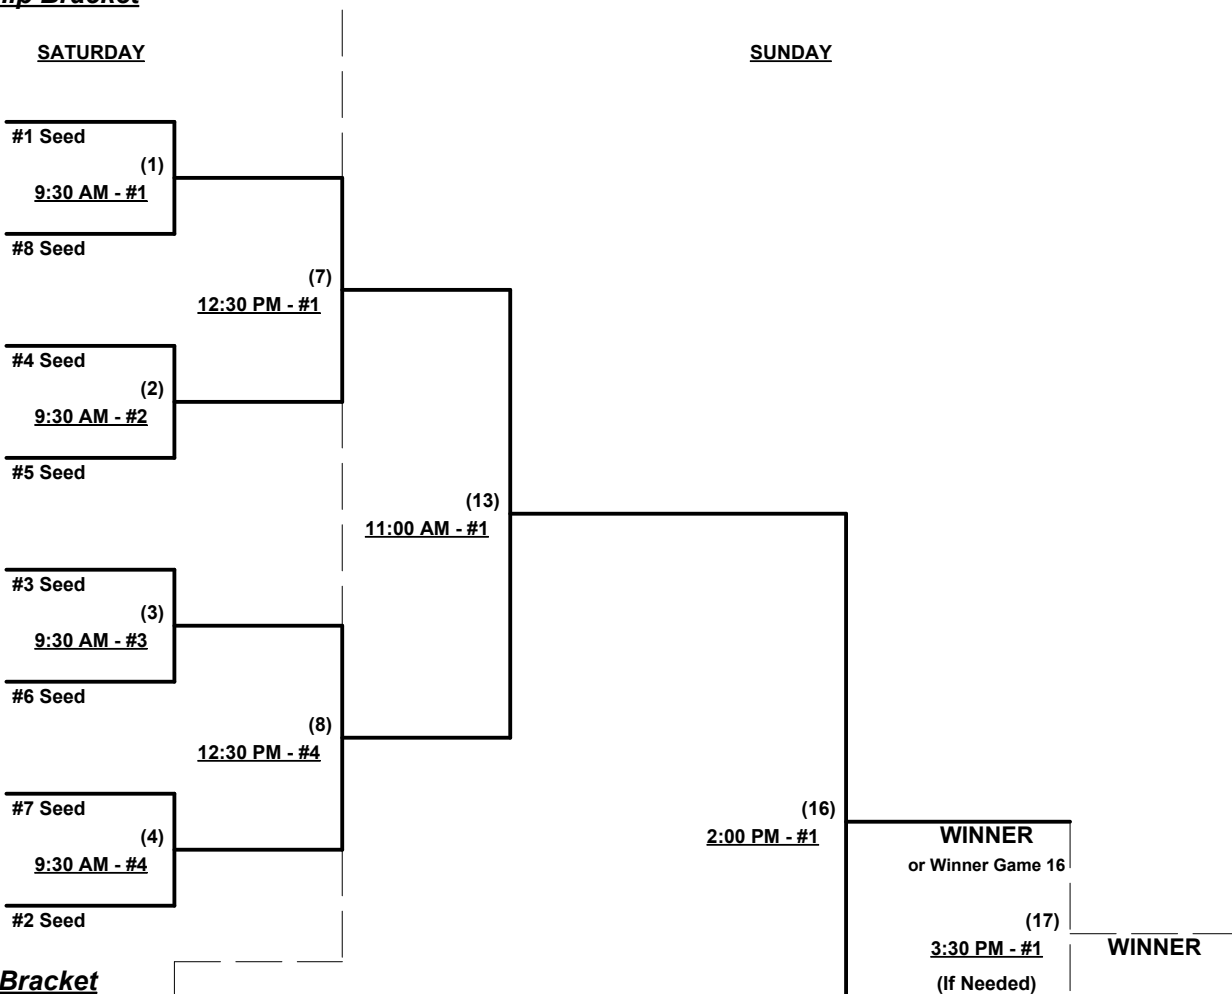 Bracket
SATURDAY
SUNDAY
#1 Seed
(1)
9:30 AM - #1
#8 Seed
(7)
12:30 PM - #1
#4 Seed
(2)
9:30 AM - #2
#5 Seed
(13)
11:00 AM - #1
#3 Seed
(3)
9:30 AM - #3
#6 Seed
(8)
12:30 PM - #4
#7 Seed
(4)
9:30 AM - #4
#2 Seed
(16)
2:00 PM - #1
WINNER
or Winner Game 16
(17)
3:30 PM - #1
(If Needed)
WINNER
Bracket